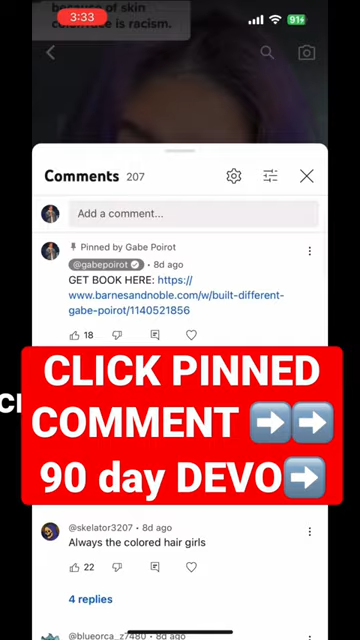 because of skin
color/race is racism.
3:33
91
Comments 207
Add a comment...
Pinned by Gabe Poirot
@gabepoirot • 8d ago
GET BOOK HERE: https://
www.barnesandnoble.com/w/built-different-
gabe-poirot/1140521856
18
CLICK PINNED
COMMENT ➡️➡️
90 day DEVO➡️
@skelator3207 • 8d ago
Always the colored hair girls
22
4 replies
@blueorca_z7480 • 8d ago